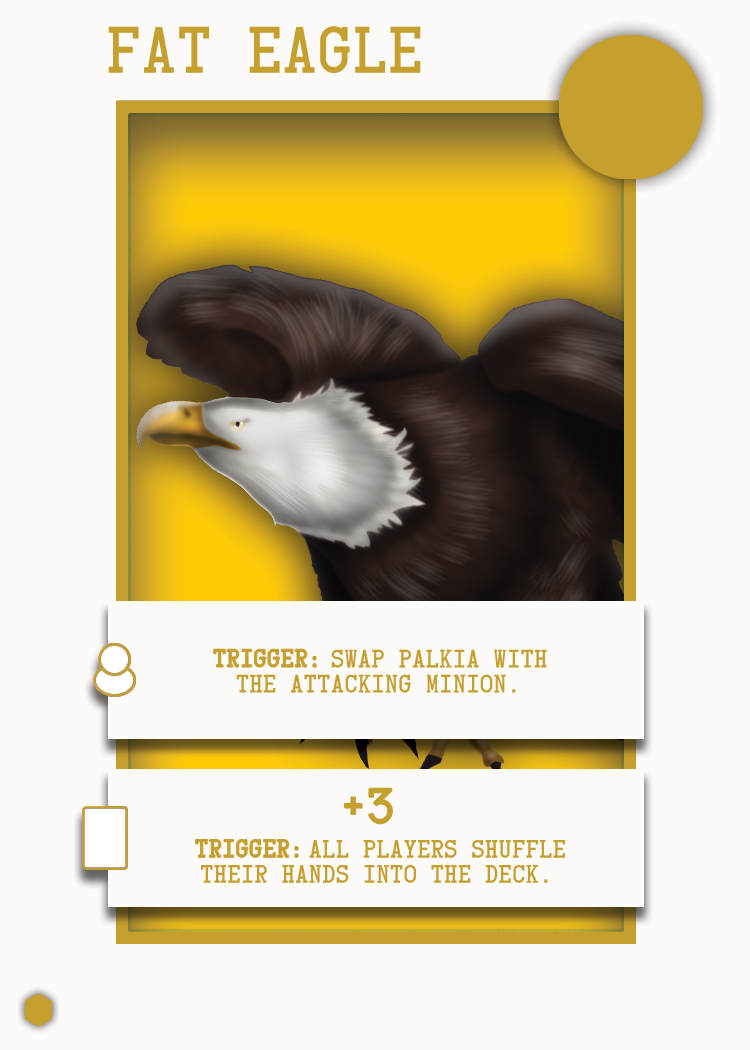 FAT EAGLE
TRIGGER: SWAP PALKIA WITH
THE ATTACKING MINION.
+3
TRIGGER: ALL PLAYERS SHUFFLE
THEIR HANDS INTO THE DECK.